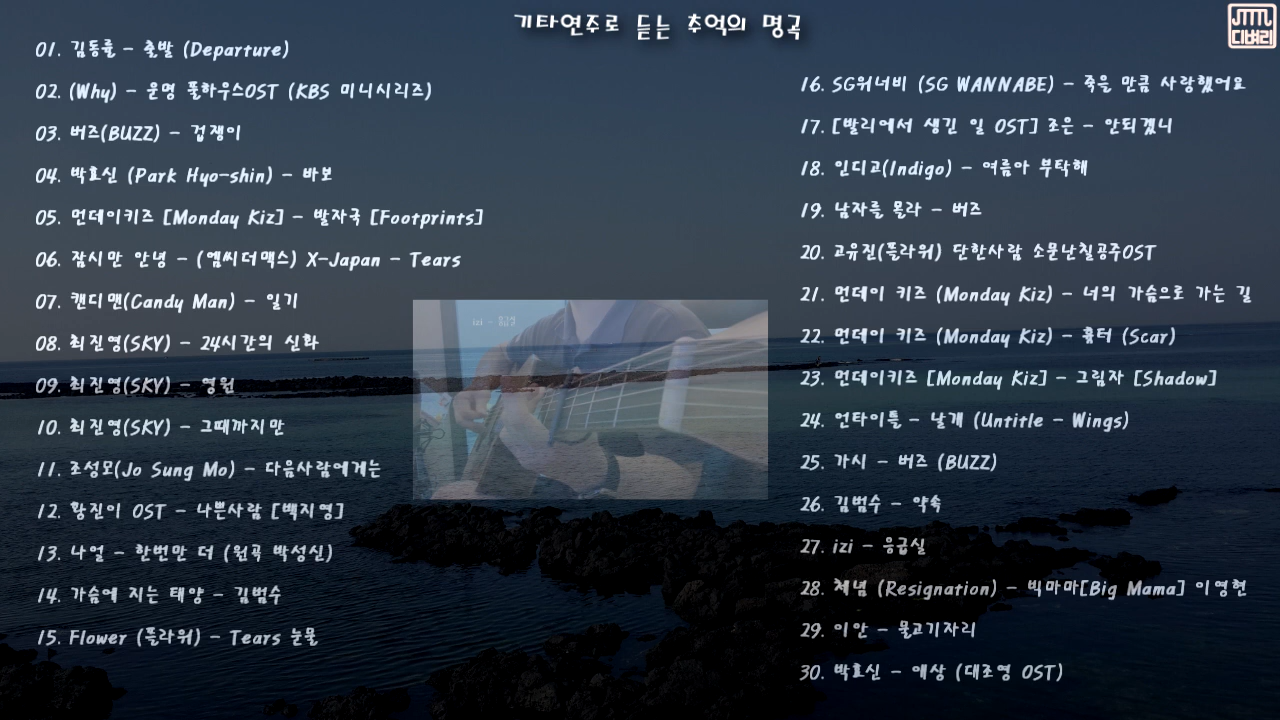 기타연주로 듣는 추억의 명곡
디벼리
01. 김동률 - 출발 (Departure)
02. (Why) - 운명 풀하우스OST (KBS 미니시리즈)
03. 버즈(BUZZ) - 겁쟁이
04. 박효신 (Park Hyo-shin) - 바보
05. 먼데이키즈 [Monday Kiz] - 발자국 [Footprints]
06. 잠시만 안녕 - (엠씨더맥스) X-Japan - Tears
07. 캔디맨(Candy Man) - 일기
08. 최진영(SKY) - 24시간의 신화
09. 최진영(SKY) - 영원
10. 최진영(SKY) - 그때까지만
11. 조성모(Jo Sung Mo) - 다음사람에게는
12. 황진이 OST - 나쁜사람 [백지영]
13. 나얼 - 한번만 더 (원곡 박성신)
14. 가슴에 지는 태양 - 김범수
15. Flower (플라워) - Tears 눈물
izi - 응급실
16. SG워너비 (SG WANNABE) - 죽을 만큼 사랑했어요
17. [발리에서 생긴 일 OST] 조은 - 안되겠니
18. 인디고(Indigo) - 여름아 부탁해
19. 남자를 몰라 - 버즈
20. 고유진(플라워) 단한사람 소문난칠공주OST
21. 먼데이 키즈 (Monday Kiz) - 너의 가슴으로 가는 길
22. 먼데이 키즈 (Monday Kiz) - 흉터 (Scar)
23. 먼데이키즈 [Monday Kiz] - 그림자 [Shadow]
24. 언타이틀 - 날개 (Untitle - Wings)
25. 가시 - 버즈 (BUZZ)
26. 김범수 - 약속
27. izi - 응급실
28. 체념 (Resignation) - 빅마마[Big Mama] 이영현
29. 이안 - 물고기자리
30. 박효신 - 애상 (대조영 OST)